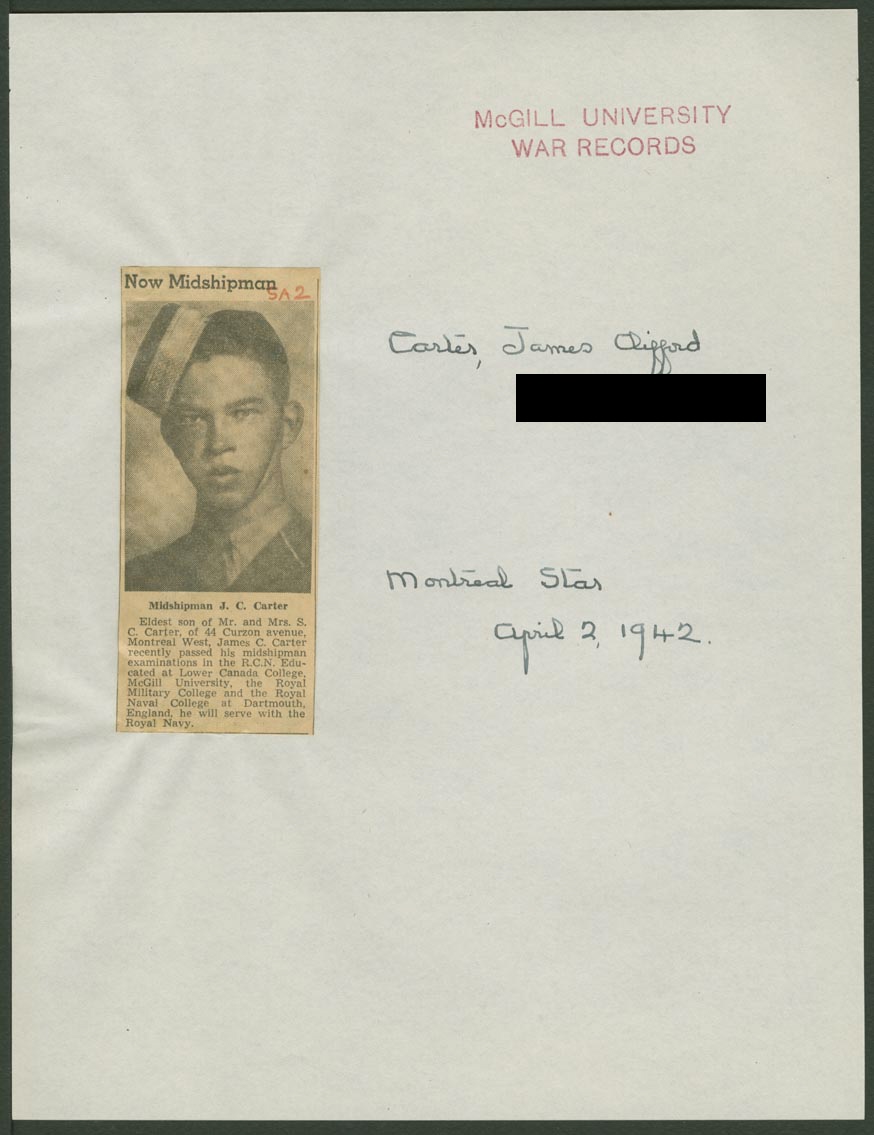 McGILL UNIVERSITY
WAR RECORDS
Now Midshipman
SA2
Midshipman J. C. Carter
Eldest son of Mr. and Mrs. S.
C. Carter, of 44 Curzon avenue,
Montreal West, James C. Carter
recently passed his midshipman
examinations in the R.C.N. Edu-
cated at Lower Canada College,
McGill University, the Royal
Military College and the Royal
Naval College at Dartmouth,
England, he will serve with the
Royal Navy.
Carter, James Clifford
Montreal Star
April 2, 1942.